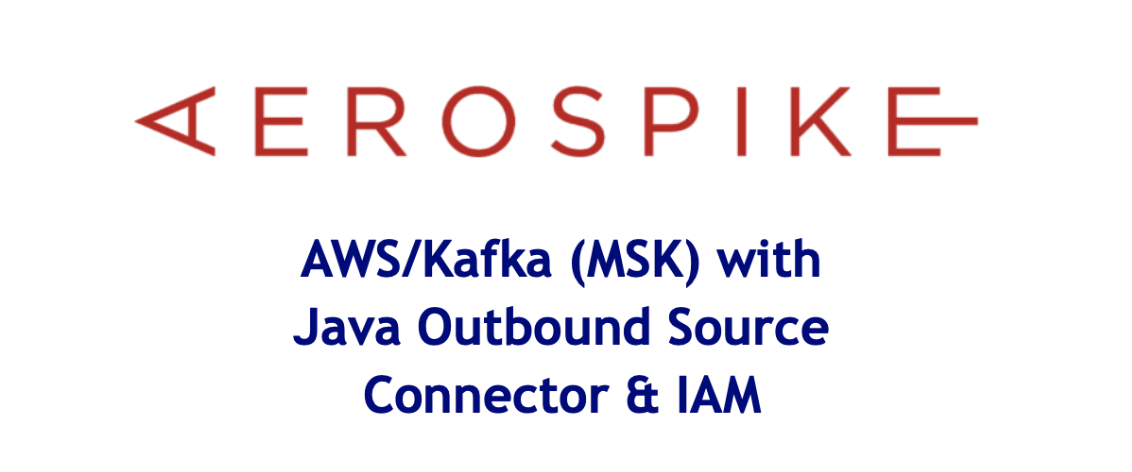 AEROSPIKE
AWS/Kafka (MSK) with
Java Outbound Source
Connector & IAM